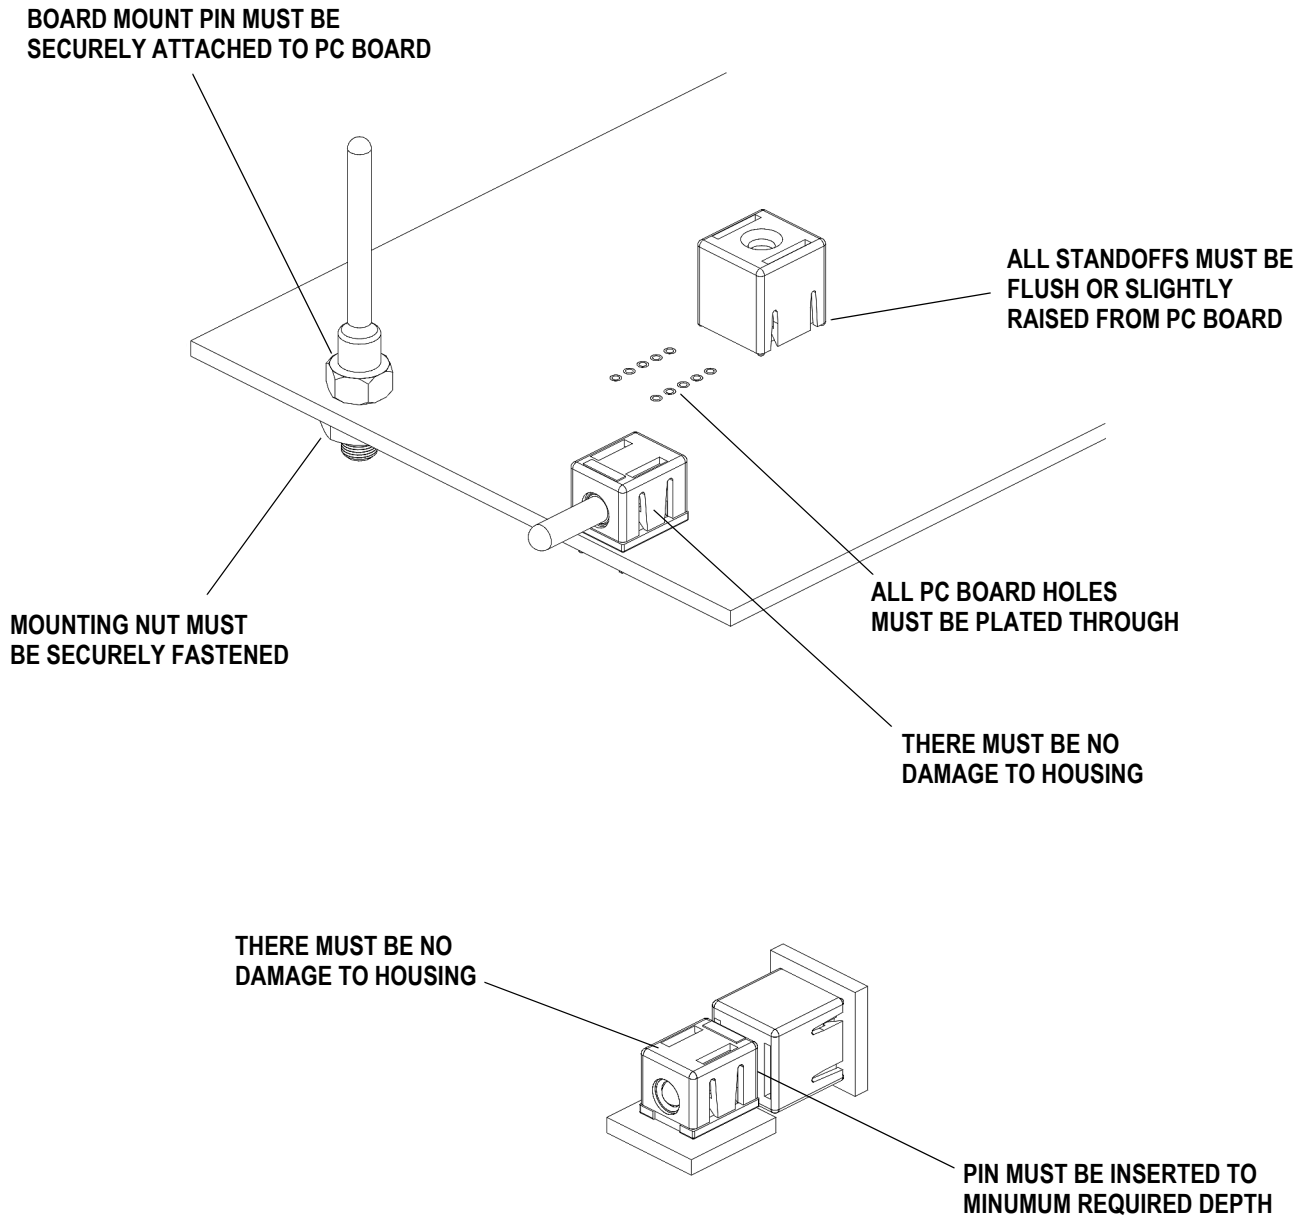 BOARD MOUNT PIN MUST BE
SECURELY ATTACHED TO PC BOARD
ALL STANDOFFS MUST BE
FLUSH OR SLIGHTLY
RAISED FROM PC BOARD
ALL PC BOARD HOLES
MUST BE PLATED THROUGH
MOUNTING NUT MUST
BE SECURELY FASTENED
THERE MUST BE NO
DAMAGE TO HOUSING
THERE MUST BE NO
DAMAGE TO HOUSING
PIN MUST BE INSERTED TO
MINUMUM REQUIRED DEPTH